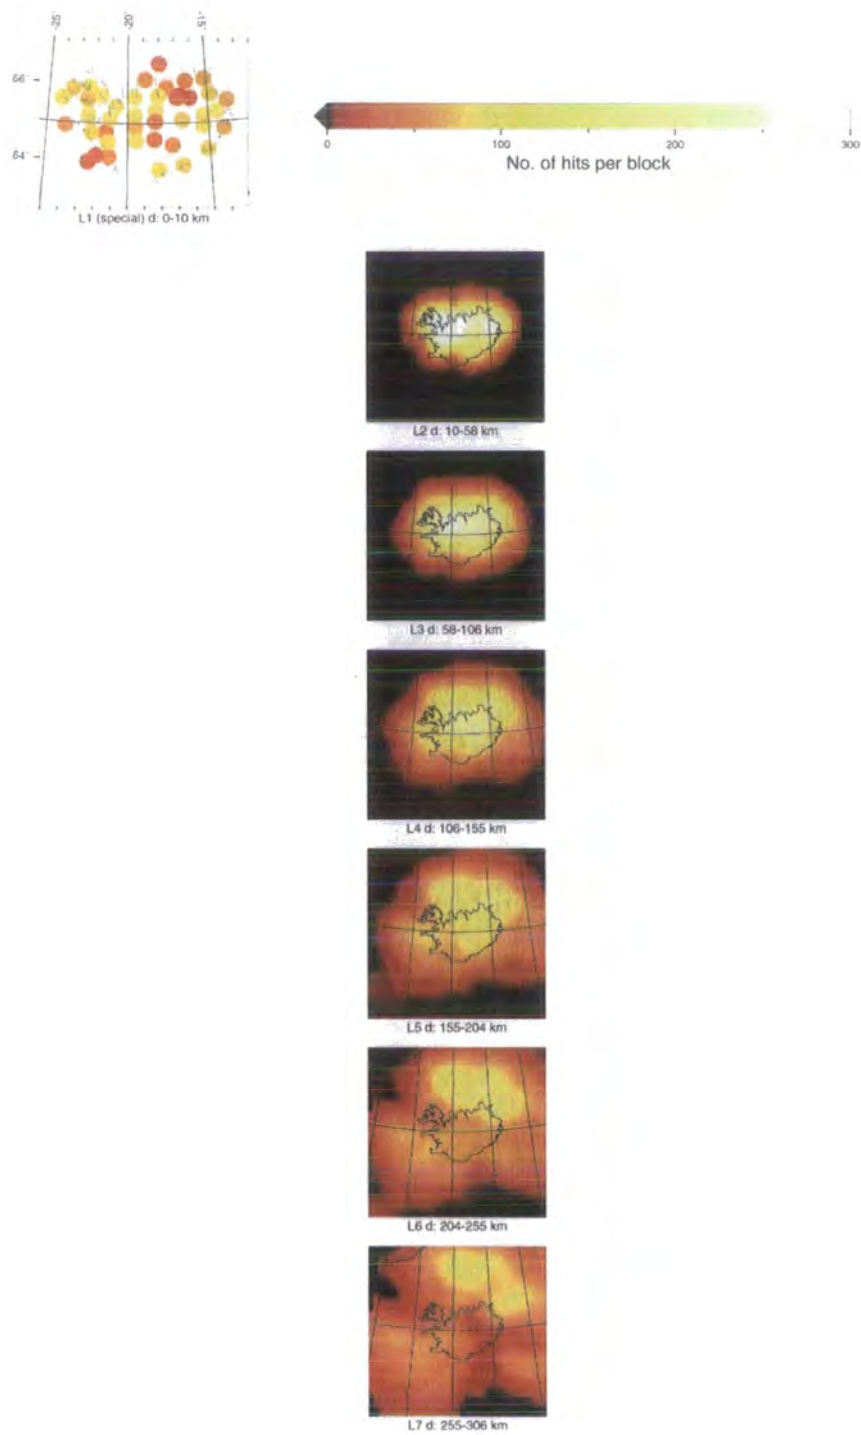 -25˚ -20˚ -15˚
66˚
64˚
L1 (special) d: 0-10 km
0 100 200 300
No. of hits per block
L2 d: 10-58 km
L3 d: 58-106 km
L4 d: 106-155 km
L5 d: 155-204 km
L6 d: 204-255 km
L7 d: 255-306 km